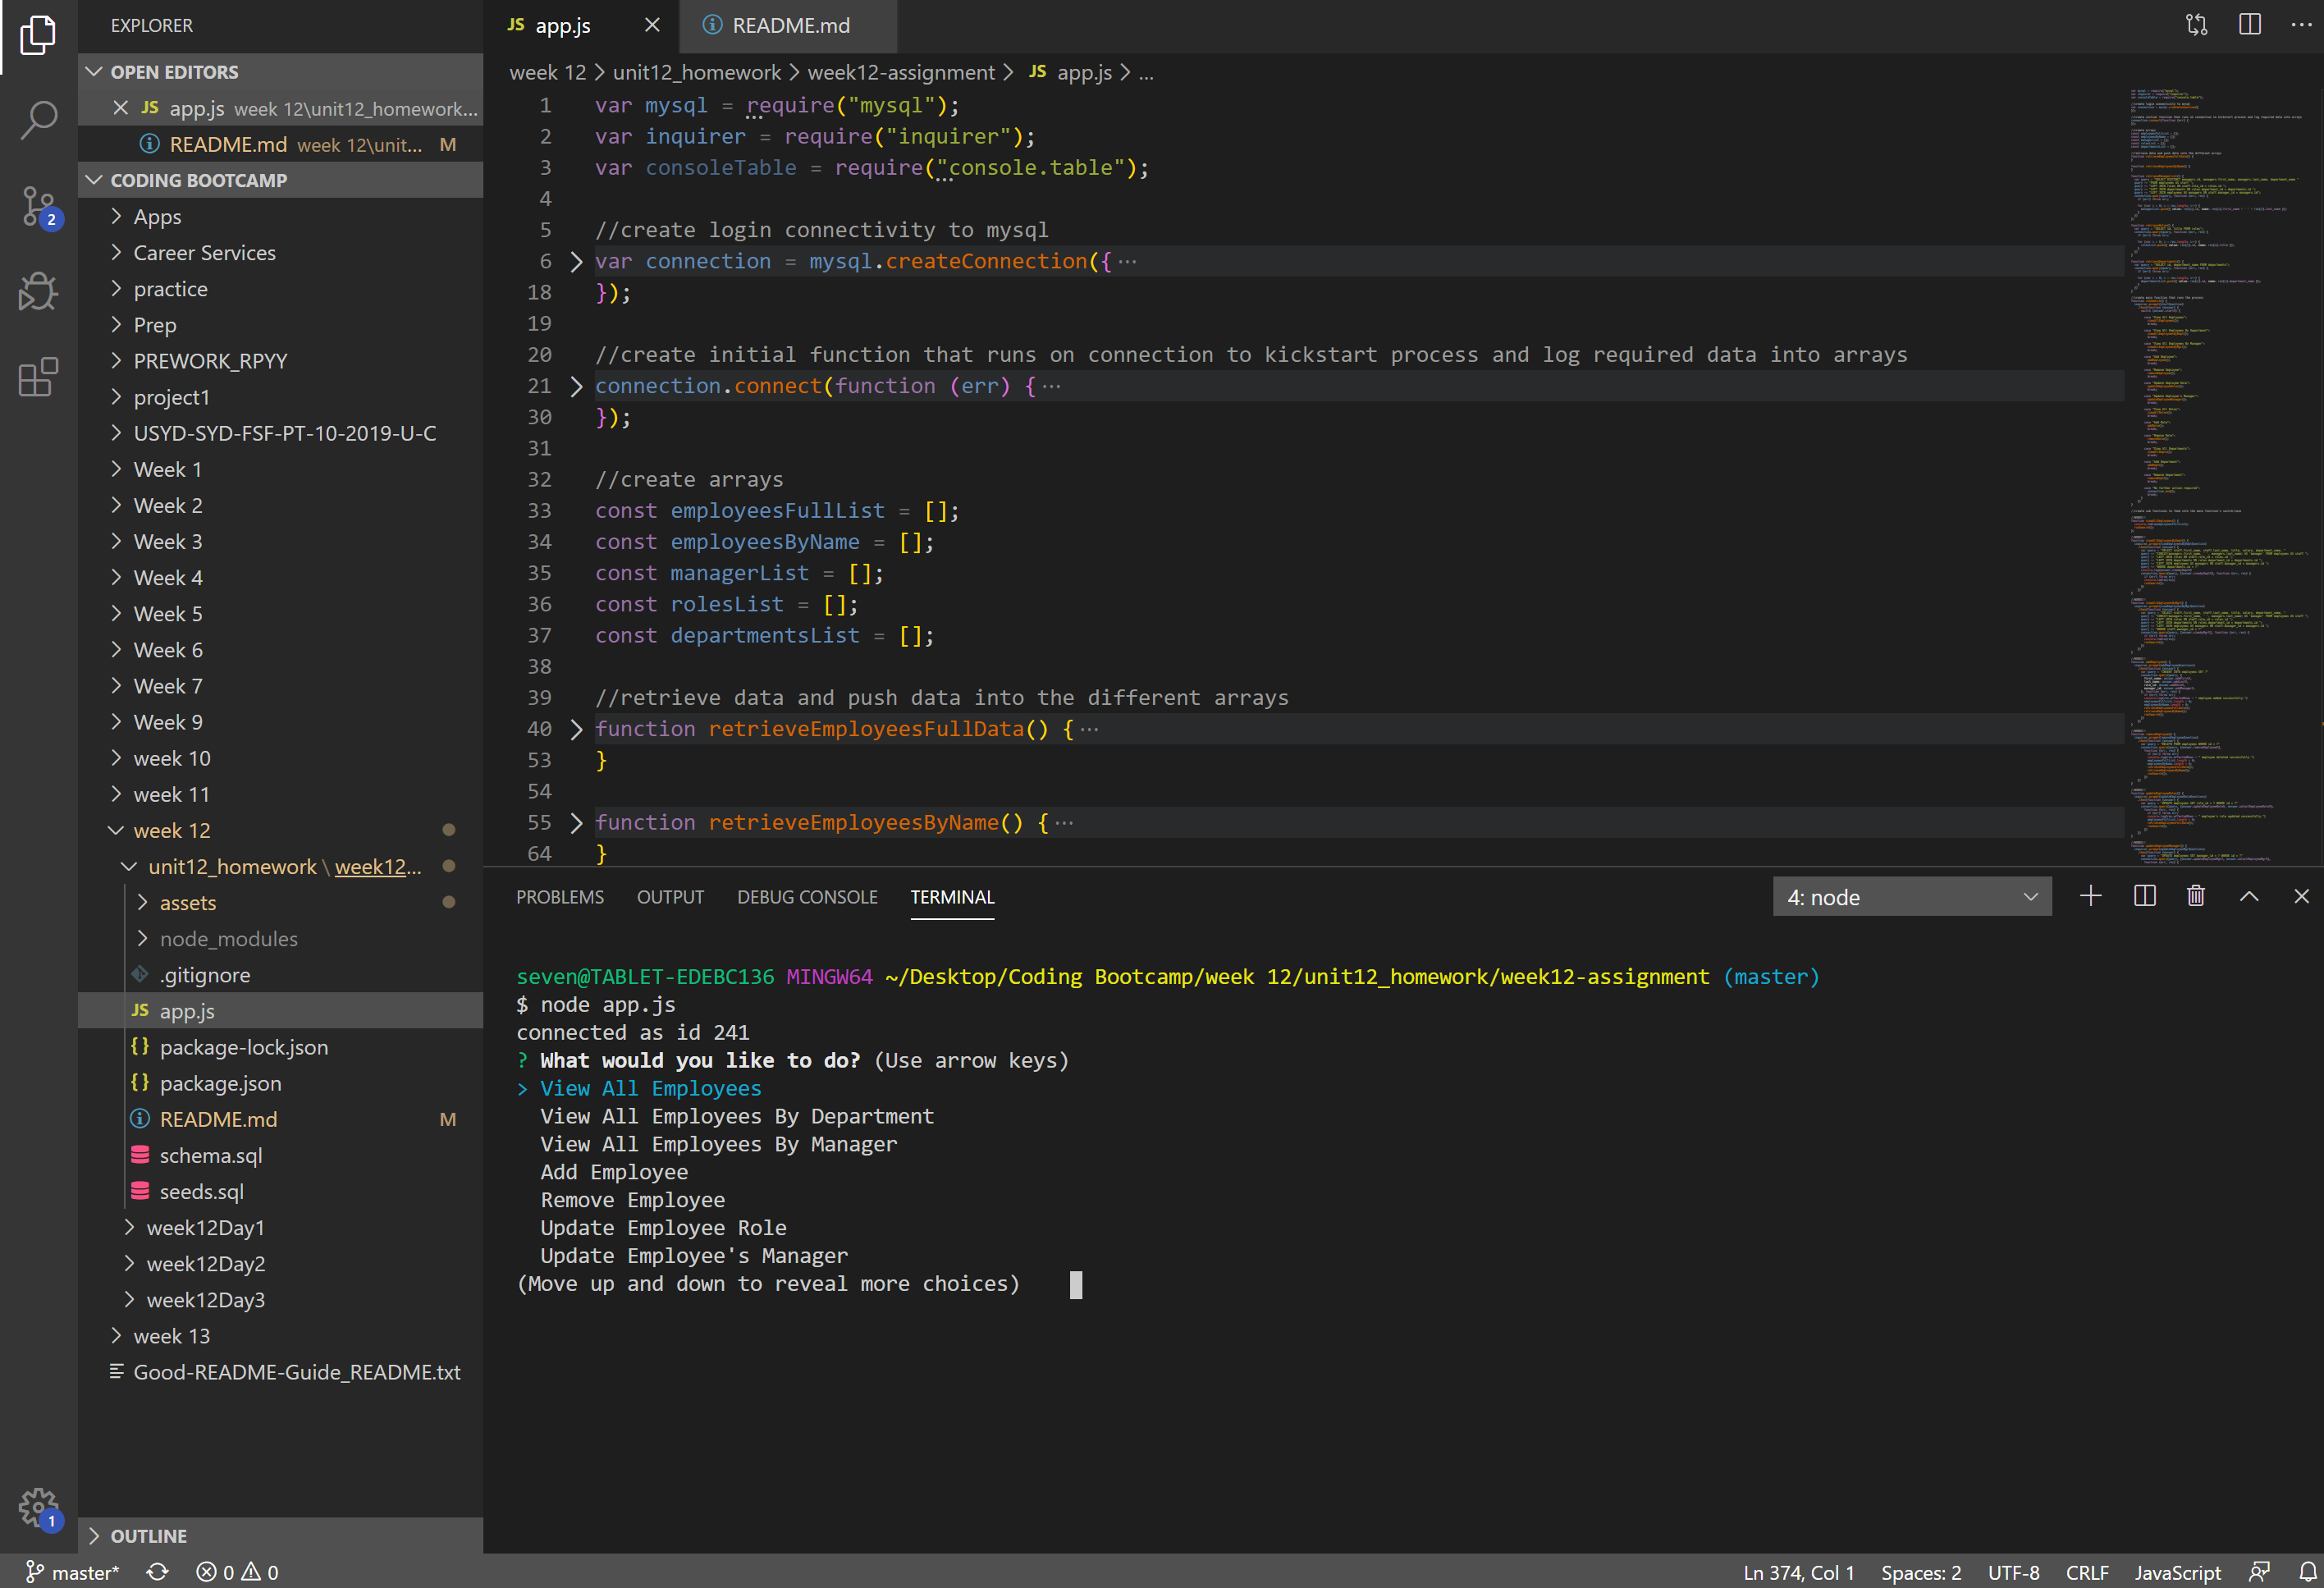 EXPLORER
OPEN EDITORS
JS app.js week 12\unit12_homework...
README.md week 12\unit... M
CODING BOOTCAMP
Apps
Career Services
practice
Prep
PREWORK_RPYY
project1
USYD-SYD-FSF-PT-10-2019-U-C
Week 1
Week 2
Week 3
Week 4
Week 5
Week 6
Week 7
Week 9
week 10
week 11
week 12
unit12_homework \ week12...
assets
node_modules
.gitignore
JS app.js
{} package-lock.json
{} package.json
README.md M
schema.sql
seeds.sql
week12Day1
week12Day2
week12Day3
week 13
Good-README-Guide_README.txt
OUTLINE
2
1
JS app.js
README.md
week 12 > unit12_homework > week12-assignment > JS app.js > ...
1 var mysql = require("mysql");
2 var inquirer = require("inquirer");
3 var consoleTable = require("console.table");
4
5 //create login connectivity to mysql
6 var connection = mysql.createConnection({ ...
18 });
19
20 //create initial function that runs on connection to kickstart process and log required data into arrays
21 connection.connect(function (err) { ...
30 });
31
32 //create arrays
33 const employeesFullList = [];
34 const employeesByName = [];
35 const managerList = [];
36 const rolesList = [];
37 const departmentsList = [];
38
39 //retrieve data and push data into the different arrays
40 function retrieveEmployeesFullData() { ...
53 }
54
55 function retrieveEmployeesByName() { ...
64 }
PROBLEMS OUTPUT DEBUG CONSOLE TERMINAL 4: node
seven@TABLET-EDEBC136 MINGW64 ~/Desktop/Coding Bootcamp/week 12/unit12_homework/week12-assignment (master)
$ node app.js
connected as id 241
? What would you like to do? (Use arrow keys)
> View All Employees
View All Employees By Department
View All Employees By Manager
Add Employee
Remove Employee
Update Employee Role
Update Employee's Manager
(Move up and down to reveal more choices)
master* 0 0 Ln 374, Col 1 Spaces: 2 UTF-8 CRLF JavaScript